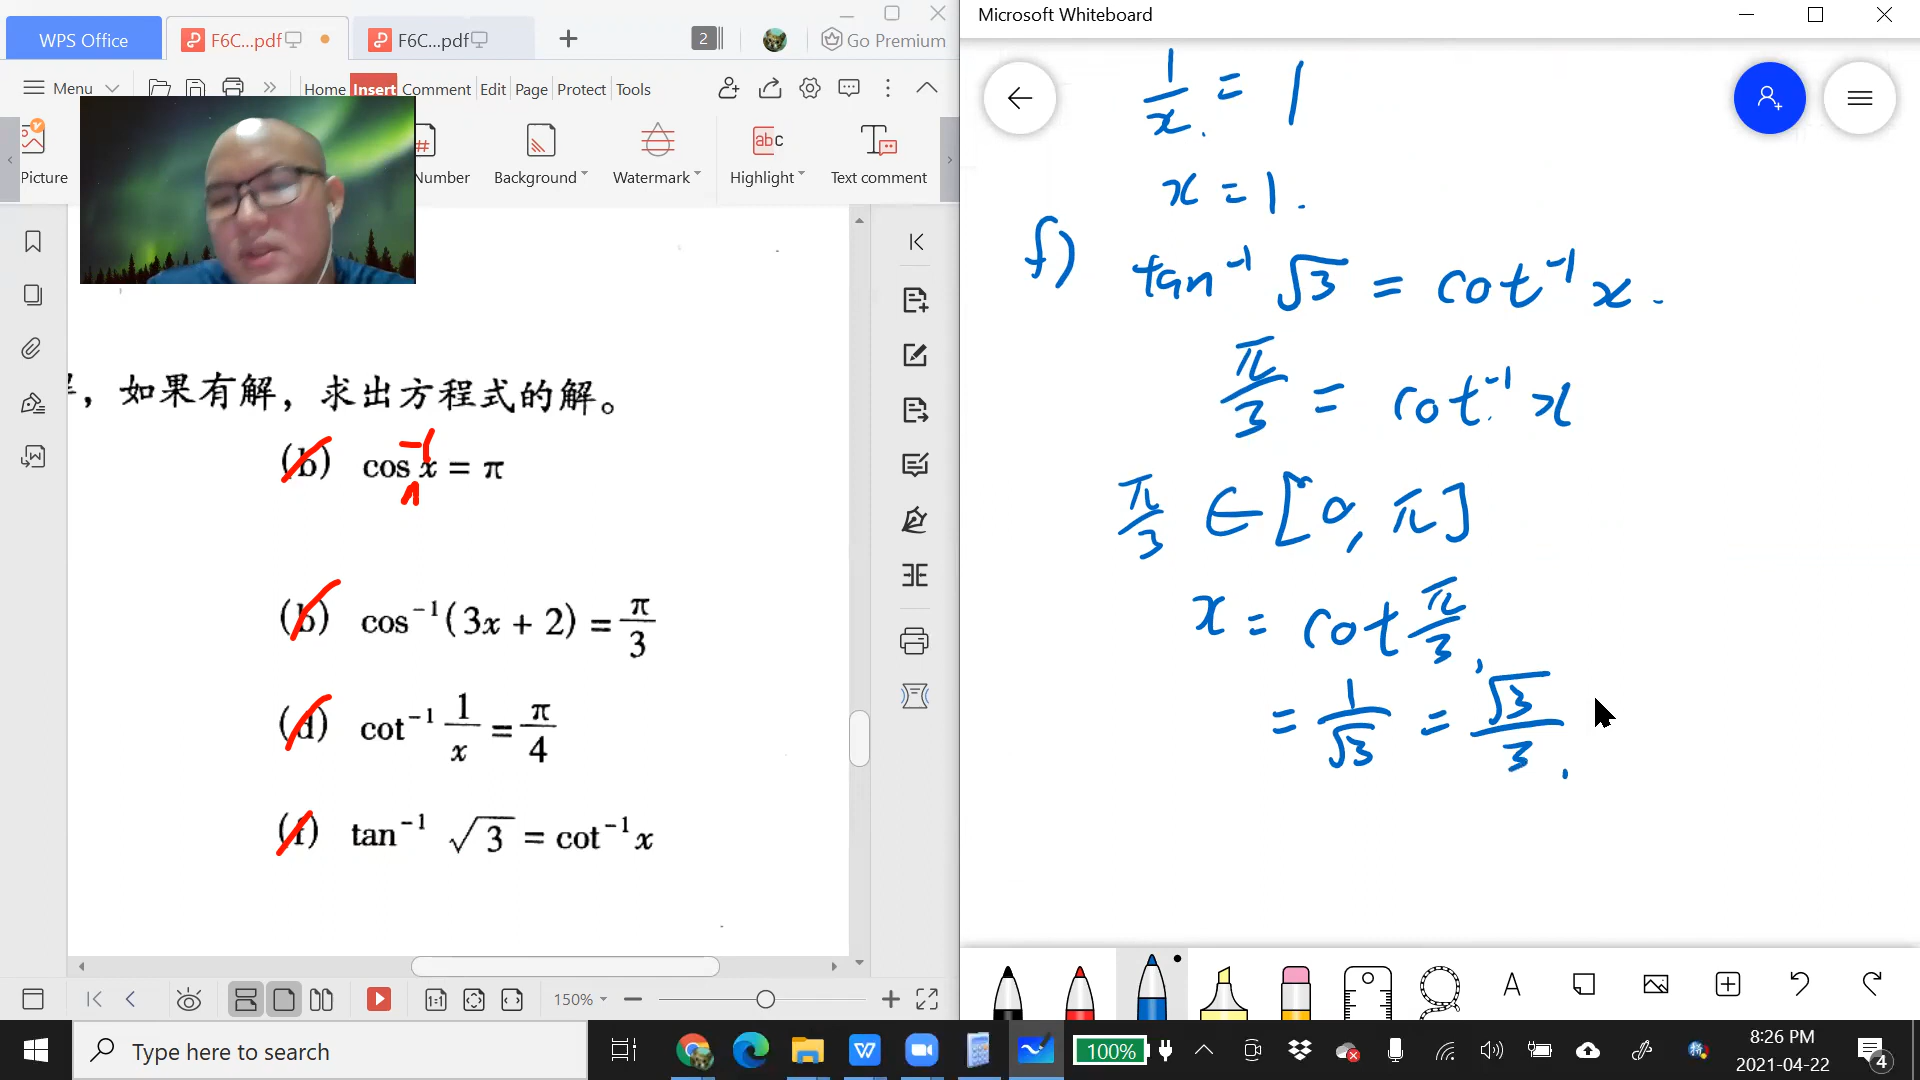 WPS Office
F6C...pdf
F6C...pdf
2
Go Premium
Menu
Home
Insert
Comment
Edit
Page
Protect
Tools
Picture
Number
Background
Watermark
Highlight
Text comment
，如果有解，求出方程式的解。
(b) cos⁻¹x = π
(b) cos⁻¹(3x + 2) = π/3
(d) cot⁻¹ 1/x = π/4
(f) tan⁻¹ √3 = cot⁻¹x
150%
Microsoft Whiteboard
1/x = 1
x = 1.
f) tan⁻¹ √3 = cot⁻¹ x.
π/3 = cot⁻¹ x
π/3 ∈ [0, π]
x = cot π/3
= 1/√3 = √3/3.
Type here to search
100%
8:26 PM
2021-04-22
4